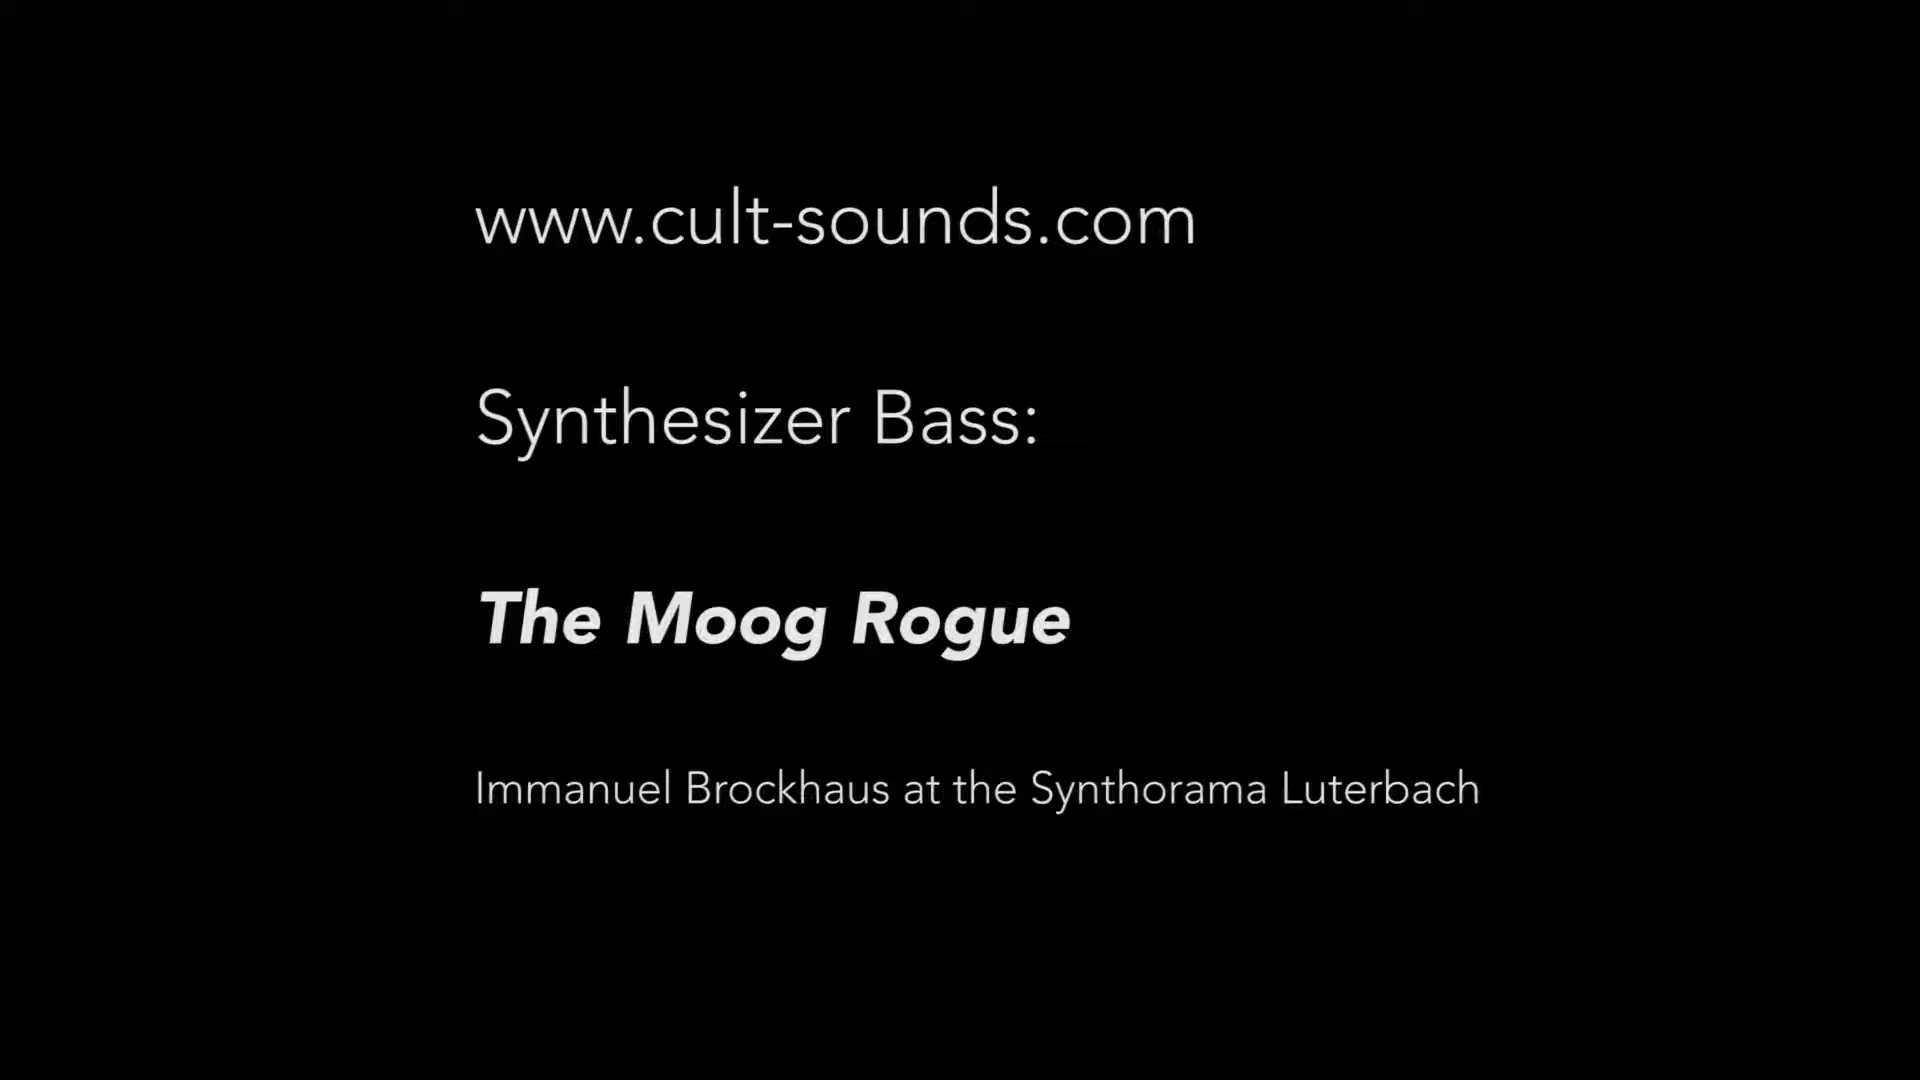 www.cult-sounds.com
Synthesizer Bass:
The Moog Rogue
Immanuel Brockhaus at the Synthorama Luterbach